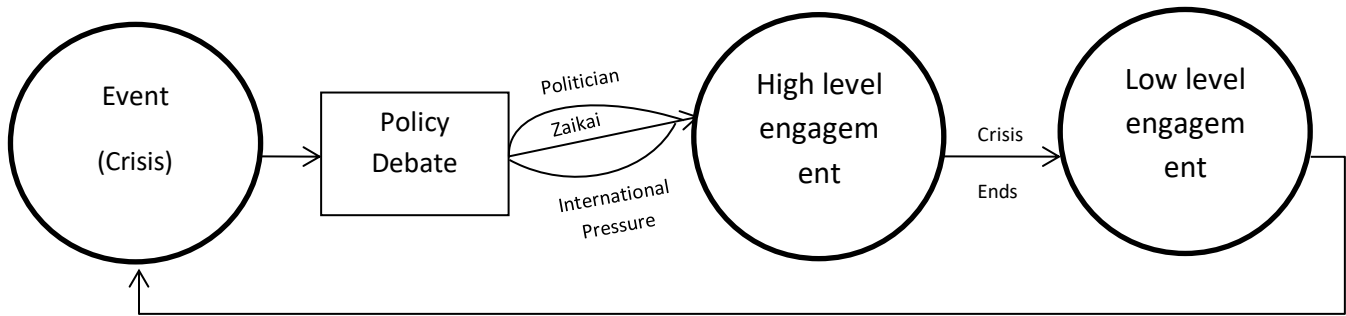 Event
(Crisis)
Policy
Debate
Politician
Zaikai
International
Pressure
High level
engagem
ent
Crisis
Ends
Low level
engagem
ent